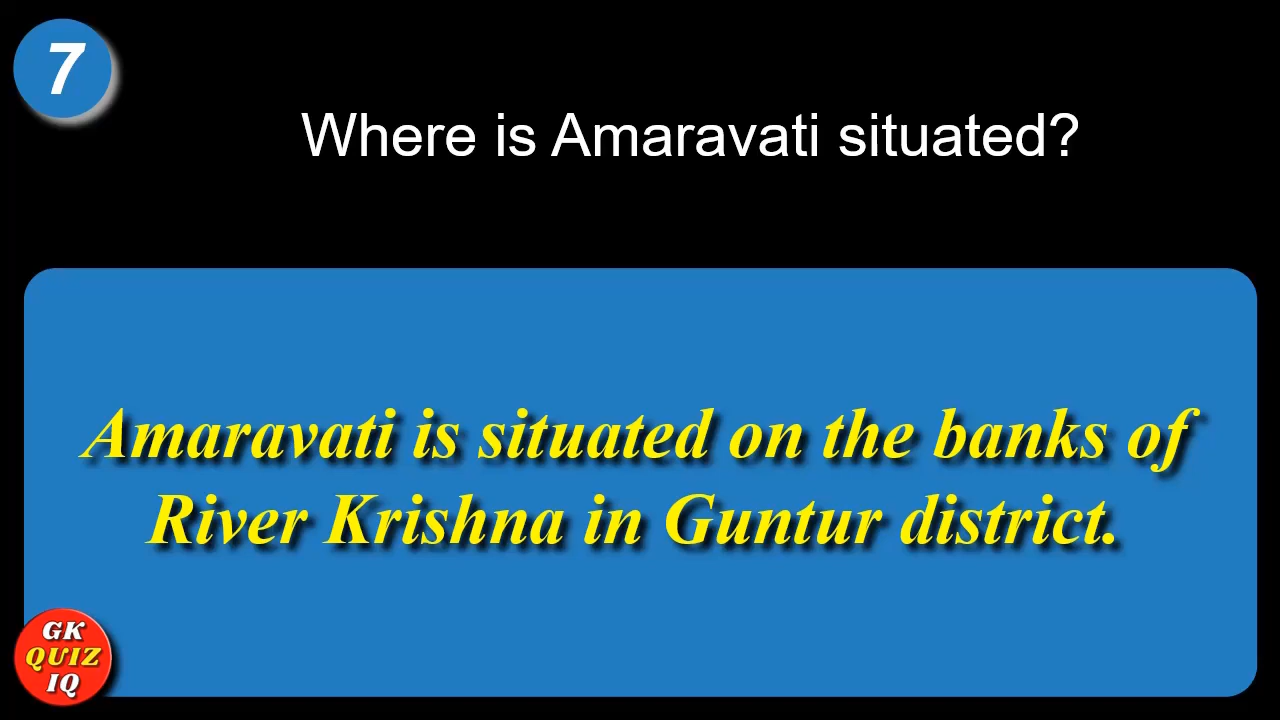 7
Where is Amaravati situated?
Amaravati is situated on the banks of
River Krishna in Guntur district.
GK
QUIZ
IQ